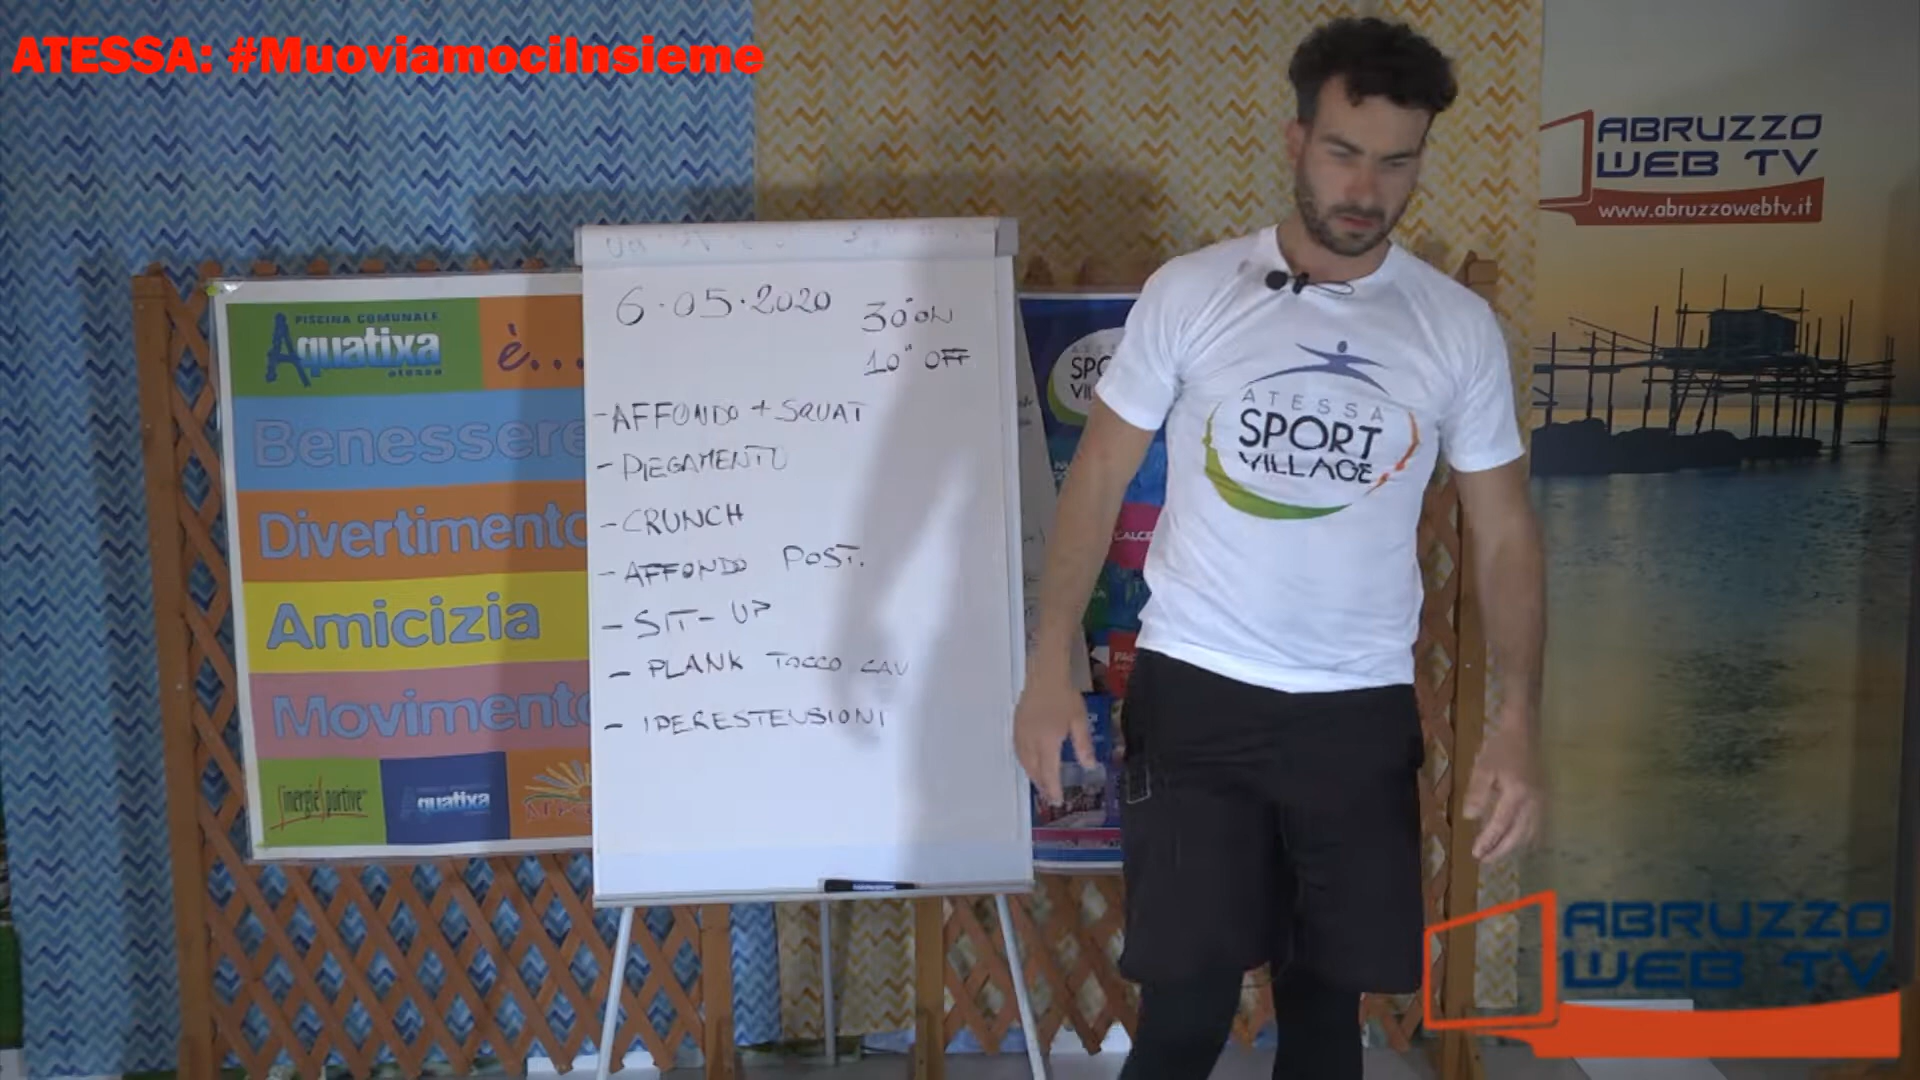 ATESSA: #MuoviamociInsieme
ABRUZZO
WEB TV
www.abruzzowebtv.it
6.05.2020
30" ON
10" OFF
- AFFONDO + SQUAT
- PIEGAMENTO
- CRUNCH
- AFFONDO POST.
- SIT-UP
- PLANK TOCCO CAV
- IPERESTENSIONI
PISCINA COMUNALE
Aquatixa
atessa
è...
Benessere
Divertimento
Amicizia
Movimento
Sinergie Sportive
Aquatixa
ATESSA
SPORT
VILLAGE
ABRUZZO
WEB TV